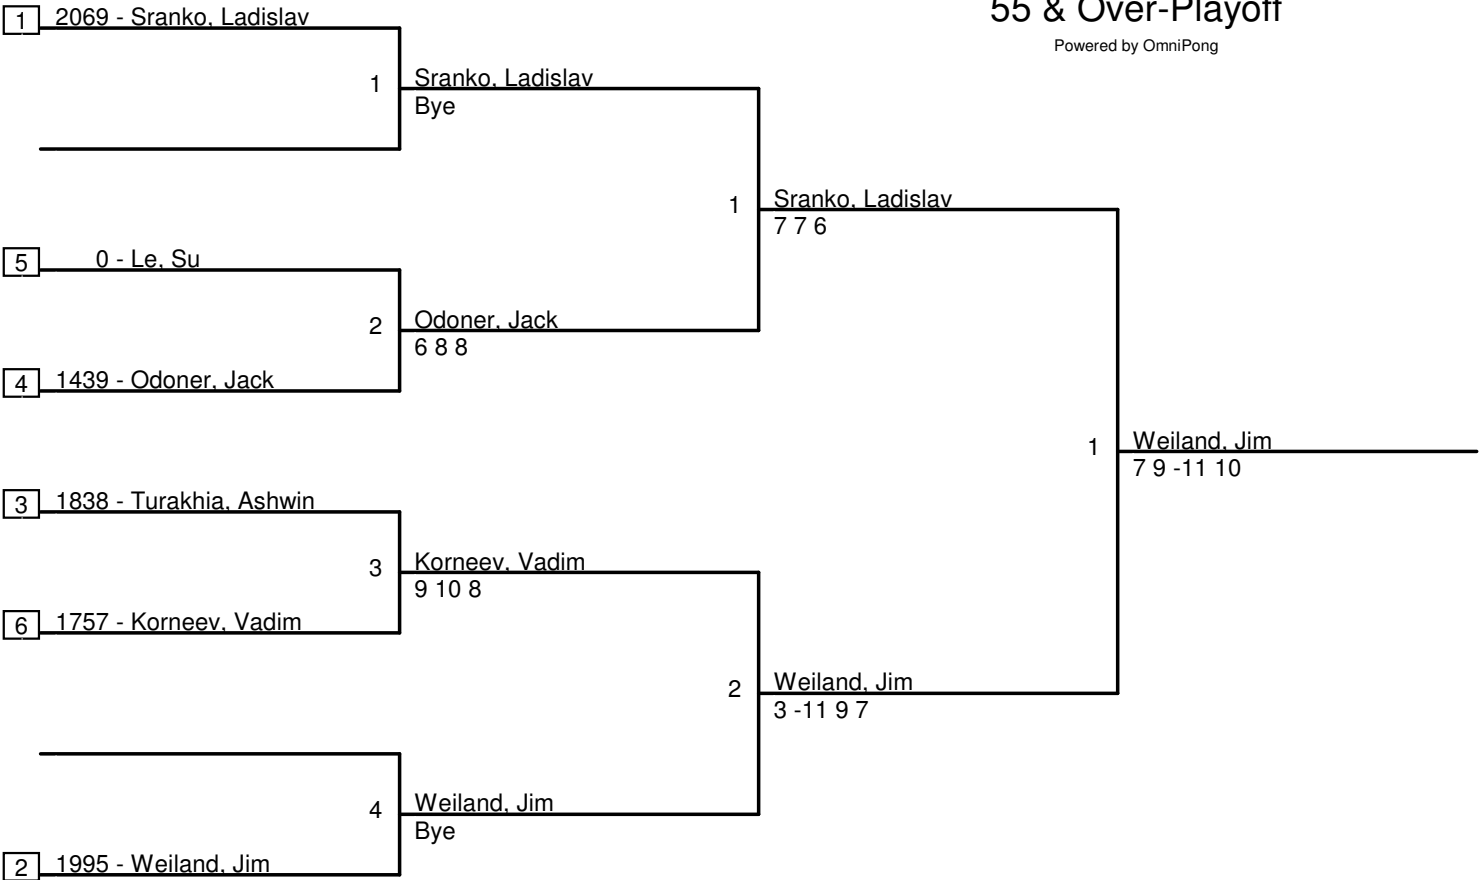 55 & Over-Playoff
Powered by OmniPong
1 2069 - Sranko, Ladislav
1 Sranko, Ladislav
Bye
1 Sranko, Ladislav
7 7 6
5 0 - Le, Su
2 Odoner, Jack
6 8 8
4 1439 - Odoner, Jack
1 Weiland, Jim
7 9 -11 10
3 1838 - Turakhia, Ashwin
3 Korneev, Vadim
9 10 8
6 1757 - Korneev, Vadim
2 Weiland, Jim
3 -11 9 7
4 Weiland, Jim
Bye
2 1995 - Weiland, Jim